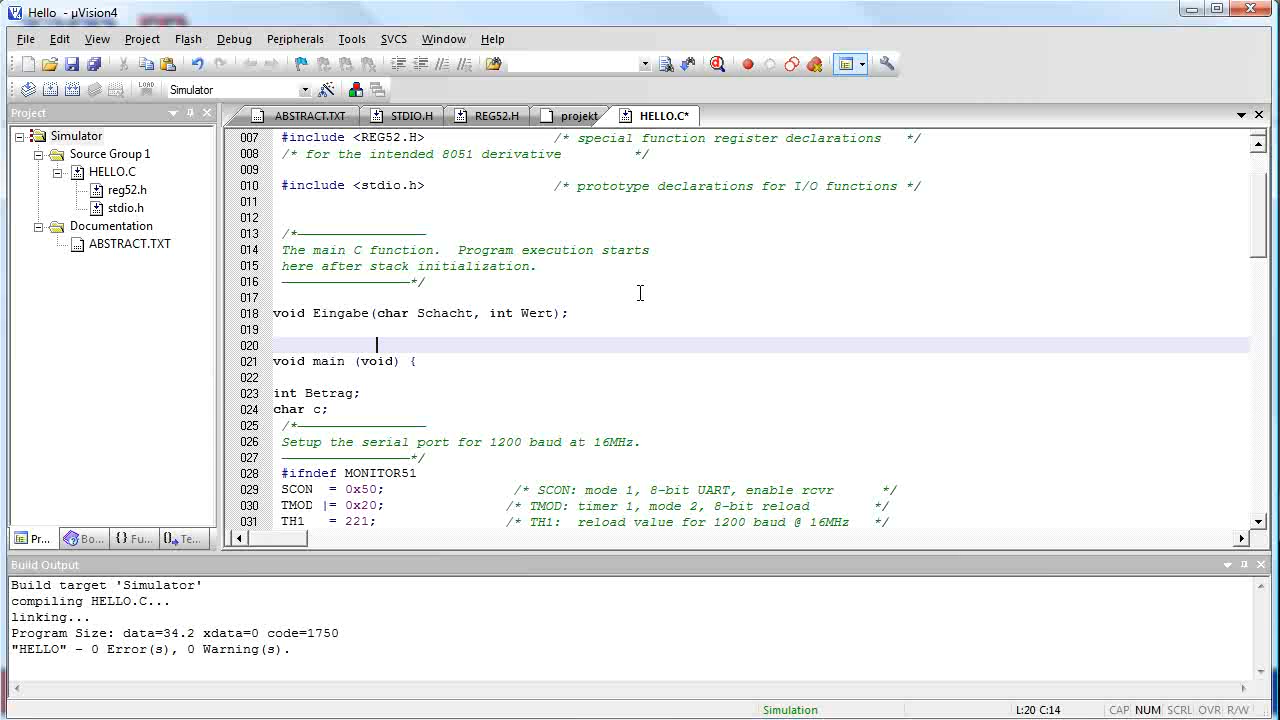 Hello - µVision4
File Edit View Project Flash Debug Peripherals Tools SVCS Window Help
LOAD Simulator
Project
Simulator
Source Group 1
HELLO.C
reg52.h
stdio.h
Documentation
ABSTRACT.TXT
Pr... Bo... Fu... Te...
ABSTRACT.TXT STDIO.H REG52.H projekt HELLO.C*
007 #include <REG52.H> /* special function register declarations */
008 /* for the intended 8051 derivative */
009
010 #include <stdio.h> /* prototype declarations for I/O functions */
011
012
013 /*————————————————
014 The main C function. Program execution starts
015 here after stack initialization.
016 ————————————————*/
017
018 void Eingabe(char Schacht, int Wert);
019
020
021 void main (void) {
022
023 int Betrag;
024 char c;
025 /*————————————————
026 Setup the serial port for 1200 baud at 16MHz.
027 ————————————————*/
028 #ifndef MONITOR51
029 SCON = 0x50; /* SCON: mode 1, 8-bit UART, enable rcvr */
030 TMOD |= 0x20; /* TMOD: timer 1, mode 2, 8-bit reload */
031 TH1 = 221; /* TH1: reload value for 1200 baud @ 16MHz */
Build Output
Build target 'Simulator'
compiling HELLO.C...
linking...
Program Size: data=34.2 xdata=0 code=1750
"HELLO" - 0 Error(s), 0 Warning(s).
Simulation L:20 C:14 CAP NUM SCRL OVR R/W